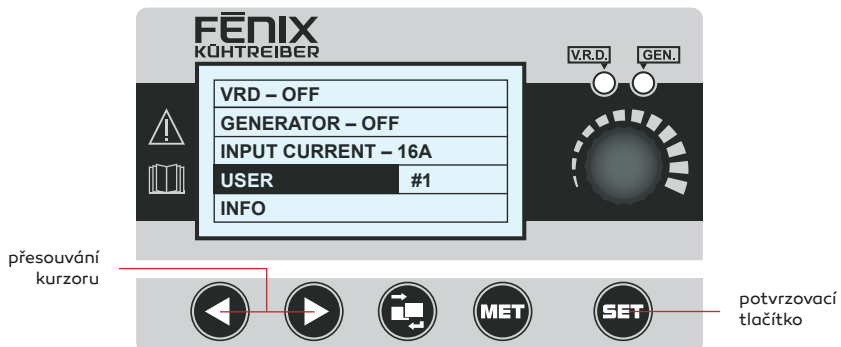 FĒNIX
KÜHTREIBER
V.R.D.
GEN.
VRD – OFF
GENERATOR – OFF
INPUT CURRENT – 16A
USER #1
INFO
přesouvání
kurzoru
MET
SET
potvrzovací
tlačítko